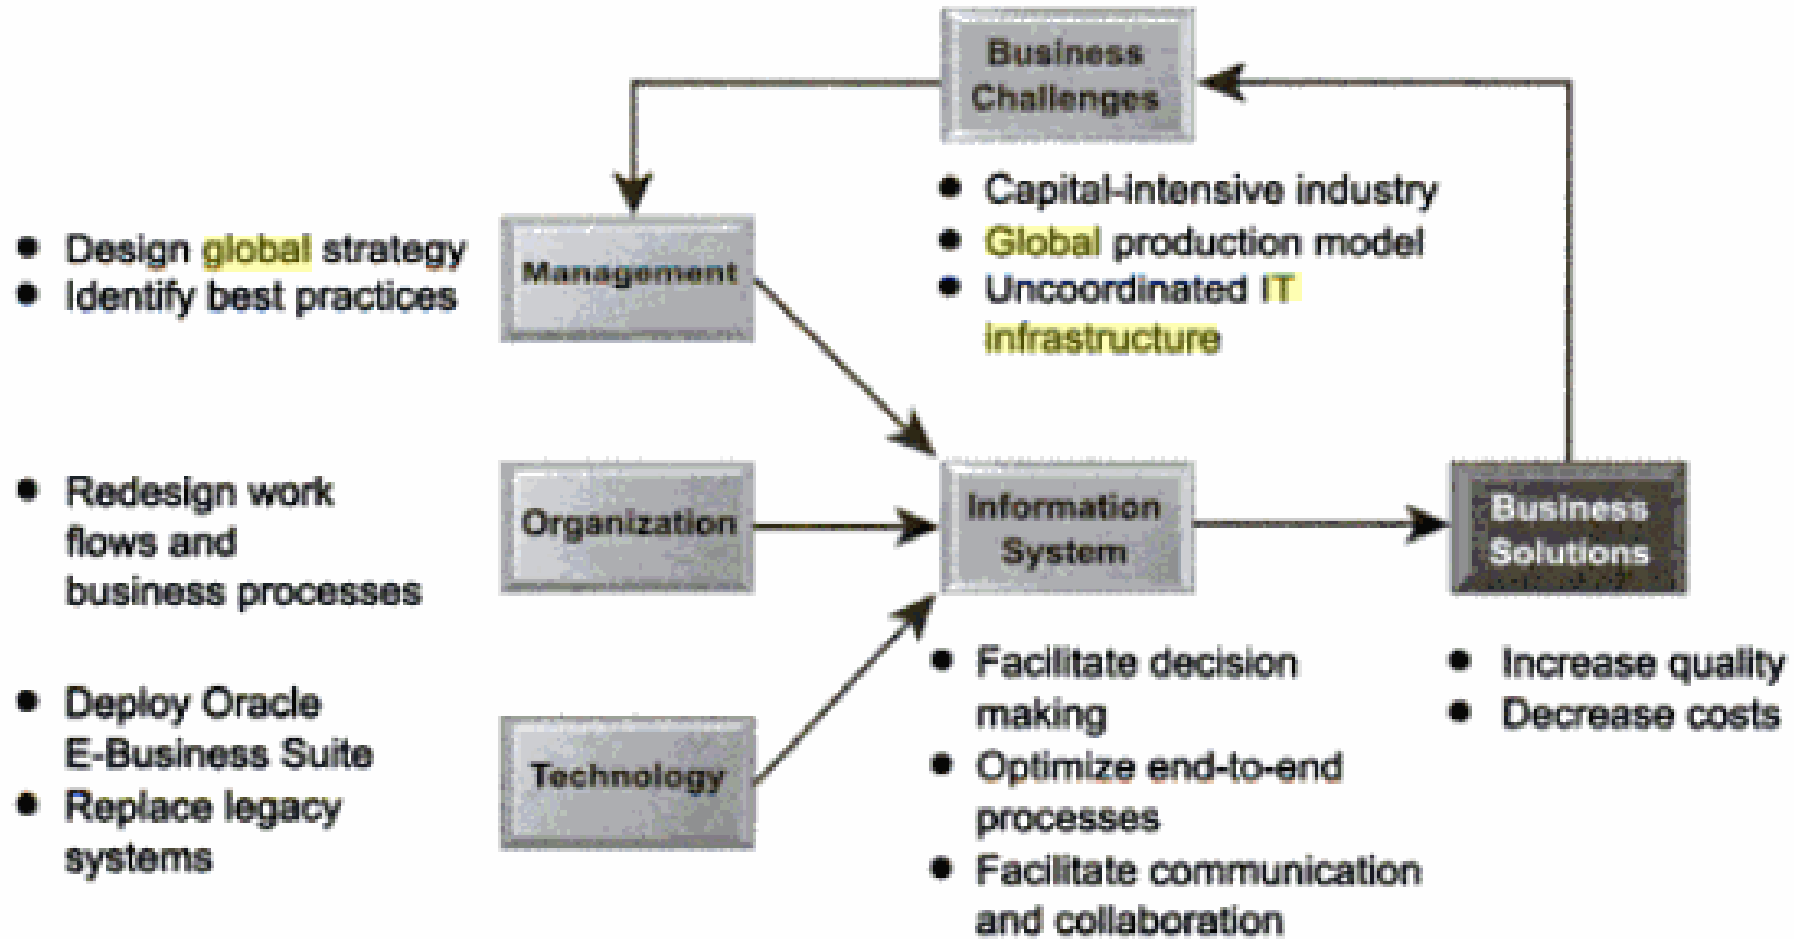 Business
Challenges
● Capital-intensive industry
● Global production model
● Uncoordinated IT
infrastructure
● Design global strategy
● Identify best practices
Management
● Redesign work
flows and
business processes
Organization
Information
System
Business
Solutions
● Deploy Oracle
E-Business Suite
● Replace legacy
systems
Technology
● Facilitate decision
making
● Optimize end-to-end
processes
● Facilitate communication
and collaboration
● Increase quality
● Decrease costs